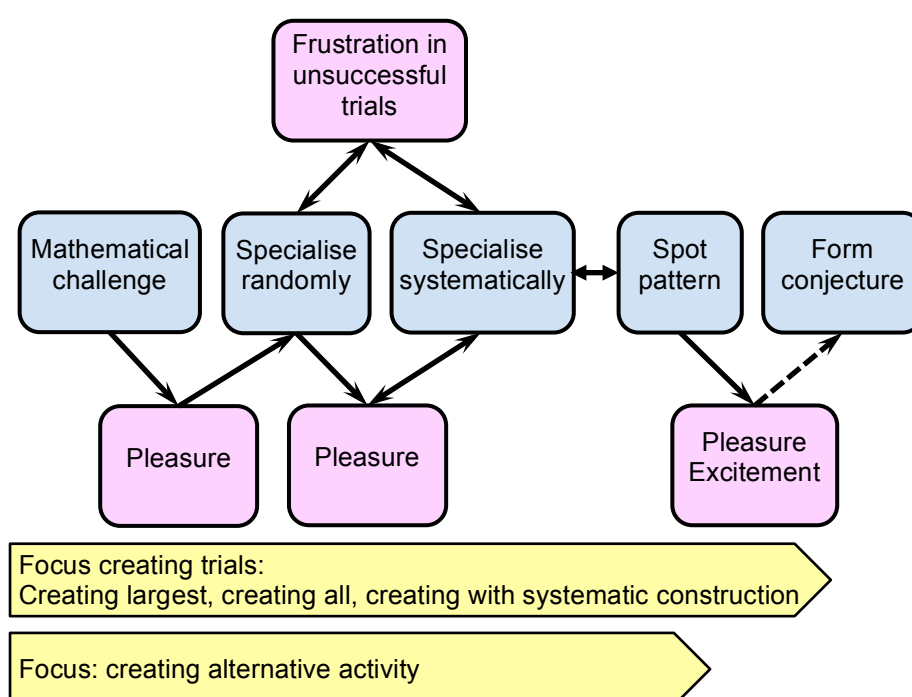 Frustration in
unsuccessful
trials
Mathematical
challenge
Specialise
randomly
Specialise
systematically
Spot
pattern
Form
conjecture
Pleasure
Pleasure
Pleasure
Excitement
Focus creating trials:
Creating largest, creating all, creating with systematic construction
Focus: creating alternative activity